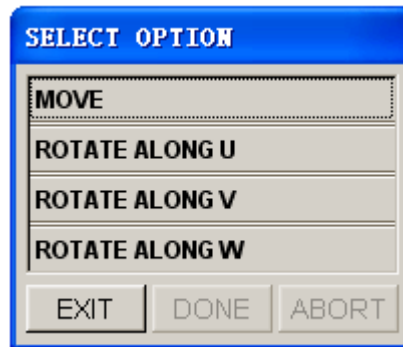 SELECT OPTION
MOVE
ROTATE ALONG U
ROTATE ALONG V
ROTATE ALONG W
EXIT DONE ABORT